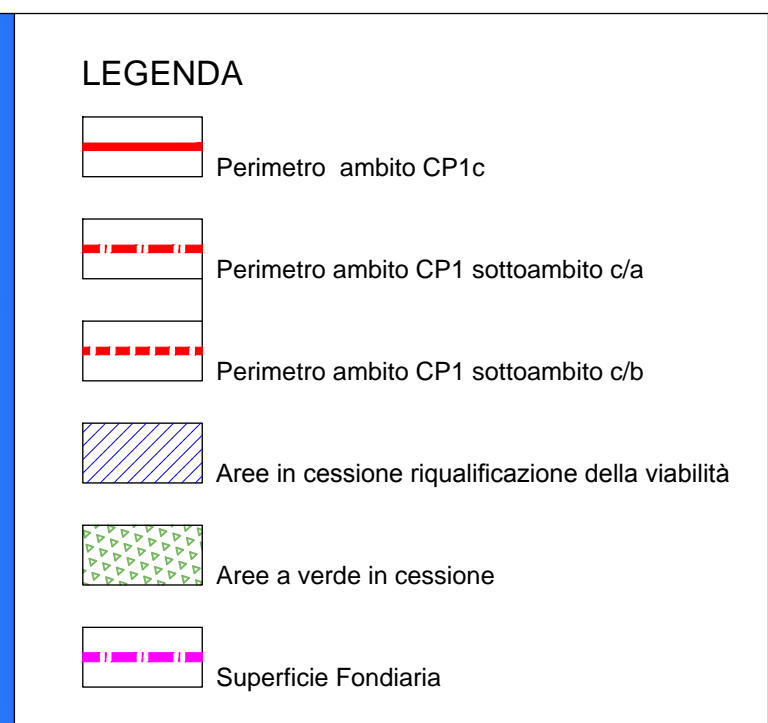 LEGENDA
Perimetro ambito CP1c
Perimetro ambito CP1 sottoambito c/a
Perimetro ambito CP1 sottoambito c/b
Aree in cessione riqualificazione della viabilità
Aree a verde in cessione
Superficie Fondiaria